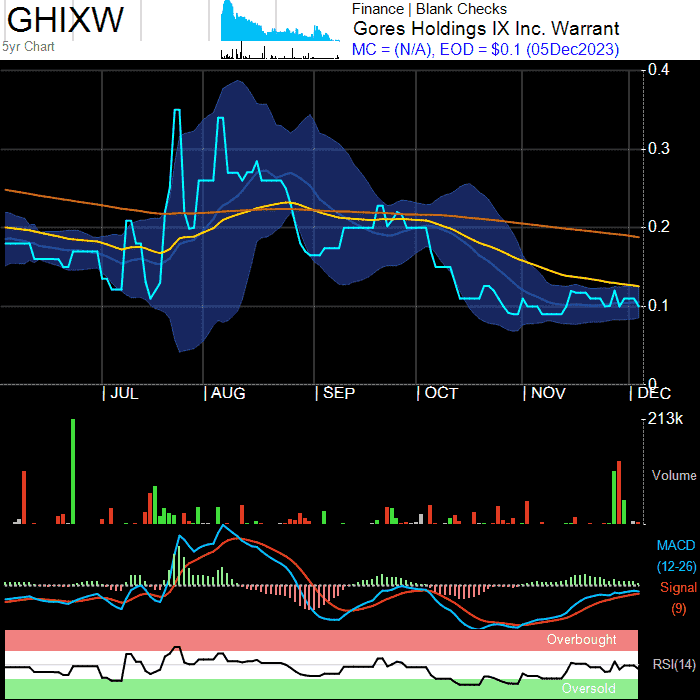 GHIXW
5yr Chart
Finance | Blank Checks
Gores Holdings IX Inc. Warrant
MC = (N/A), EOD = $0.1 (05Dec2023)
0.4
0.3
0.2
0.1
0
| JUL | AUG | SEP | OCT | NOV | DEC
213k
Volume
MACD
(12-26)
Signal
(9)
Overbought
RSI(14)
Oversold